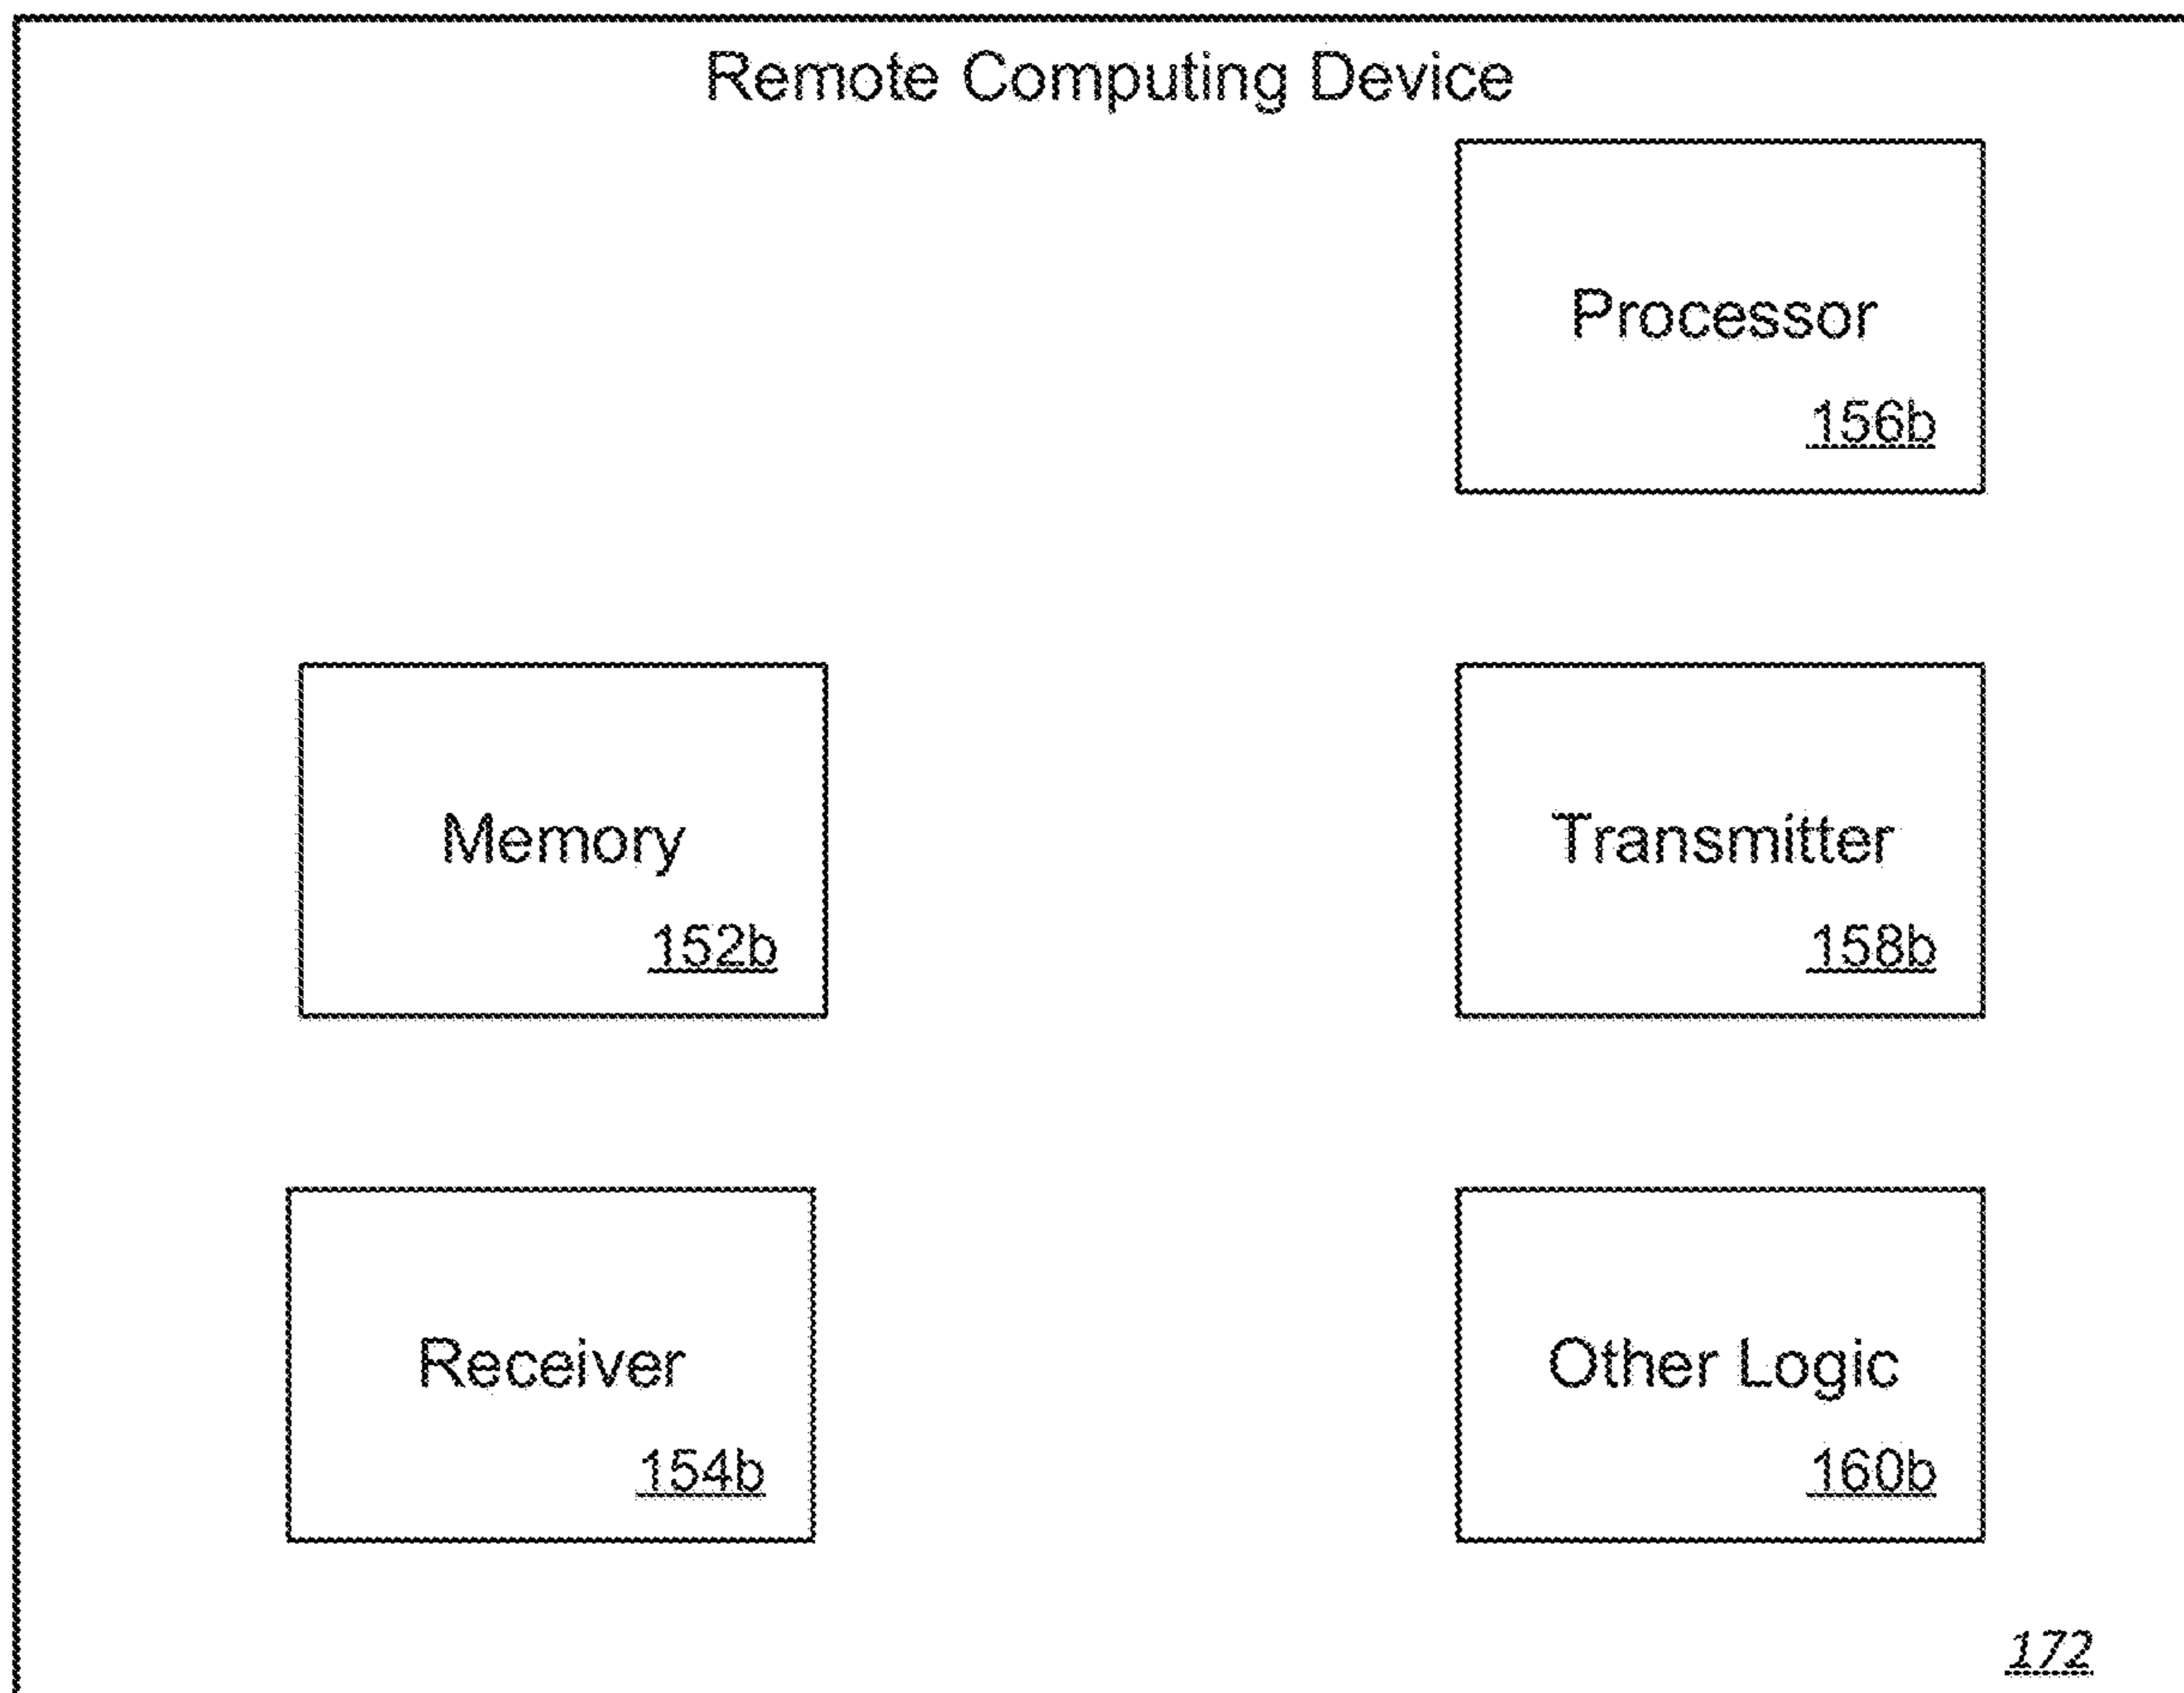 Remote Computing Device
Processor
156b
Memory
152b
Transmitter
158b
Receiver
154b
Other Logic
160b
172